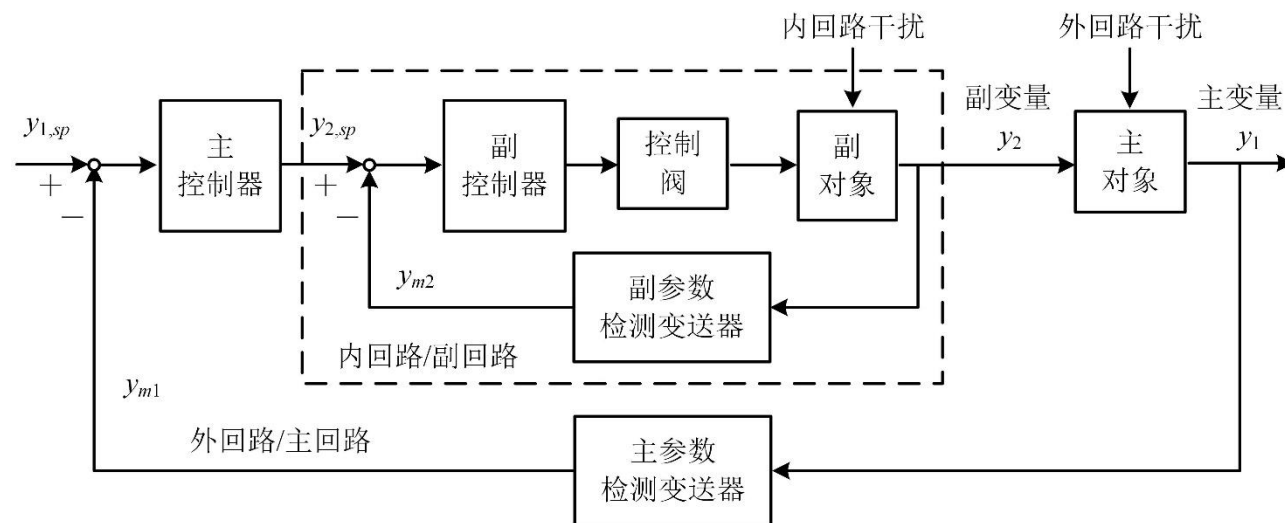 内回路干扰
外回路干扰
副变量
主变量
y1,sp
y2,sp
y2
y1
主
控制器
副
控制器
控制
阀
副
对象
主
对象
+
−
+
−
ym2
副参数
检测变送器
内回路/副回路
ym1
外回路/主回路
主参数
检测变送器